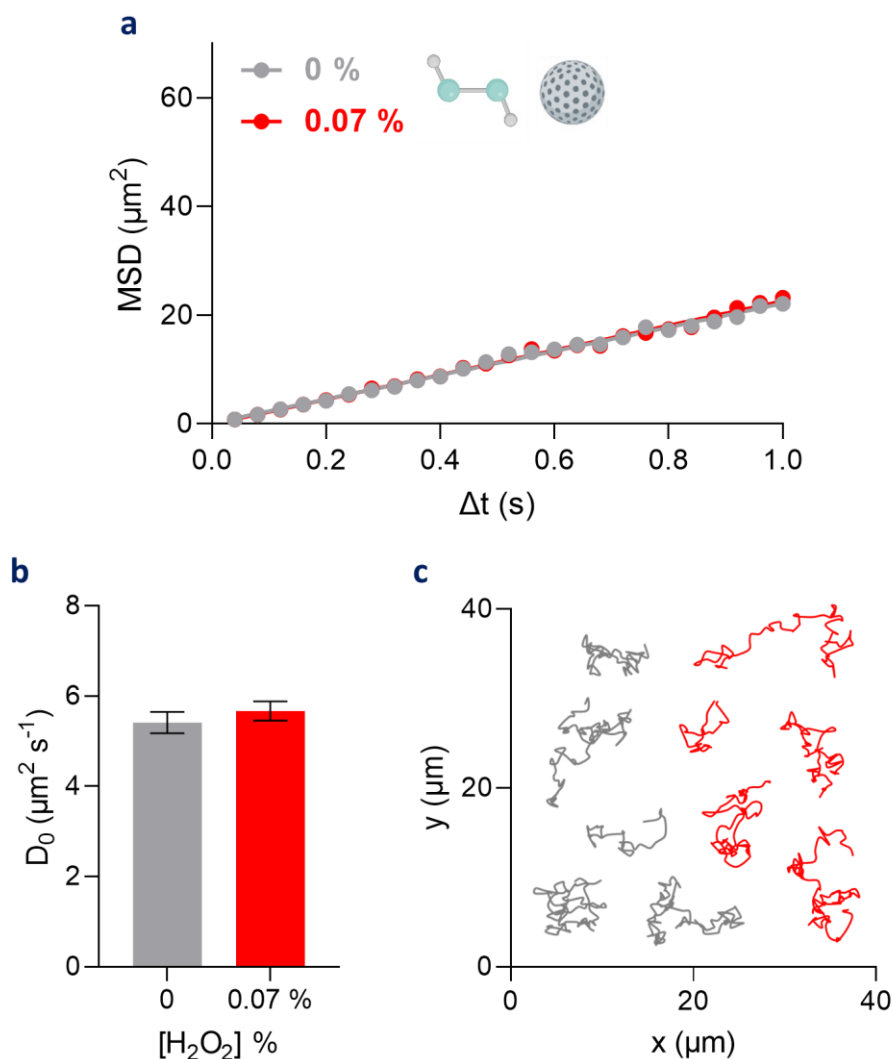 a
0 %
0.07 %
MSD (µm²)
60
40
20
0
0.0 0.2 0.4 0.6 0.8 1.0
Δt (s)
b
D₀ (µm² s⁻¹)
8
6
4
2
0
0 0.07 %
[H₂O₂] %
c
y (µm)
40
20
0
0 20 40
x (µm)